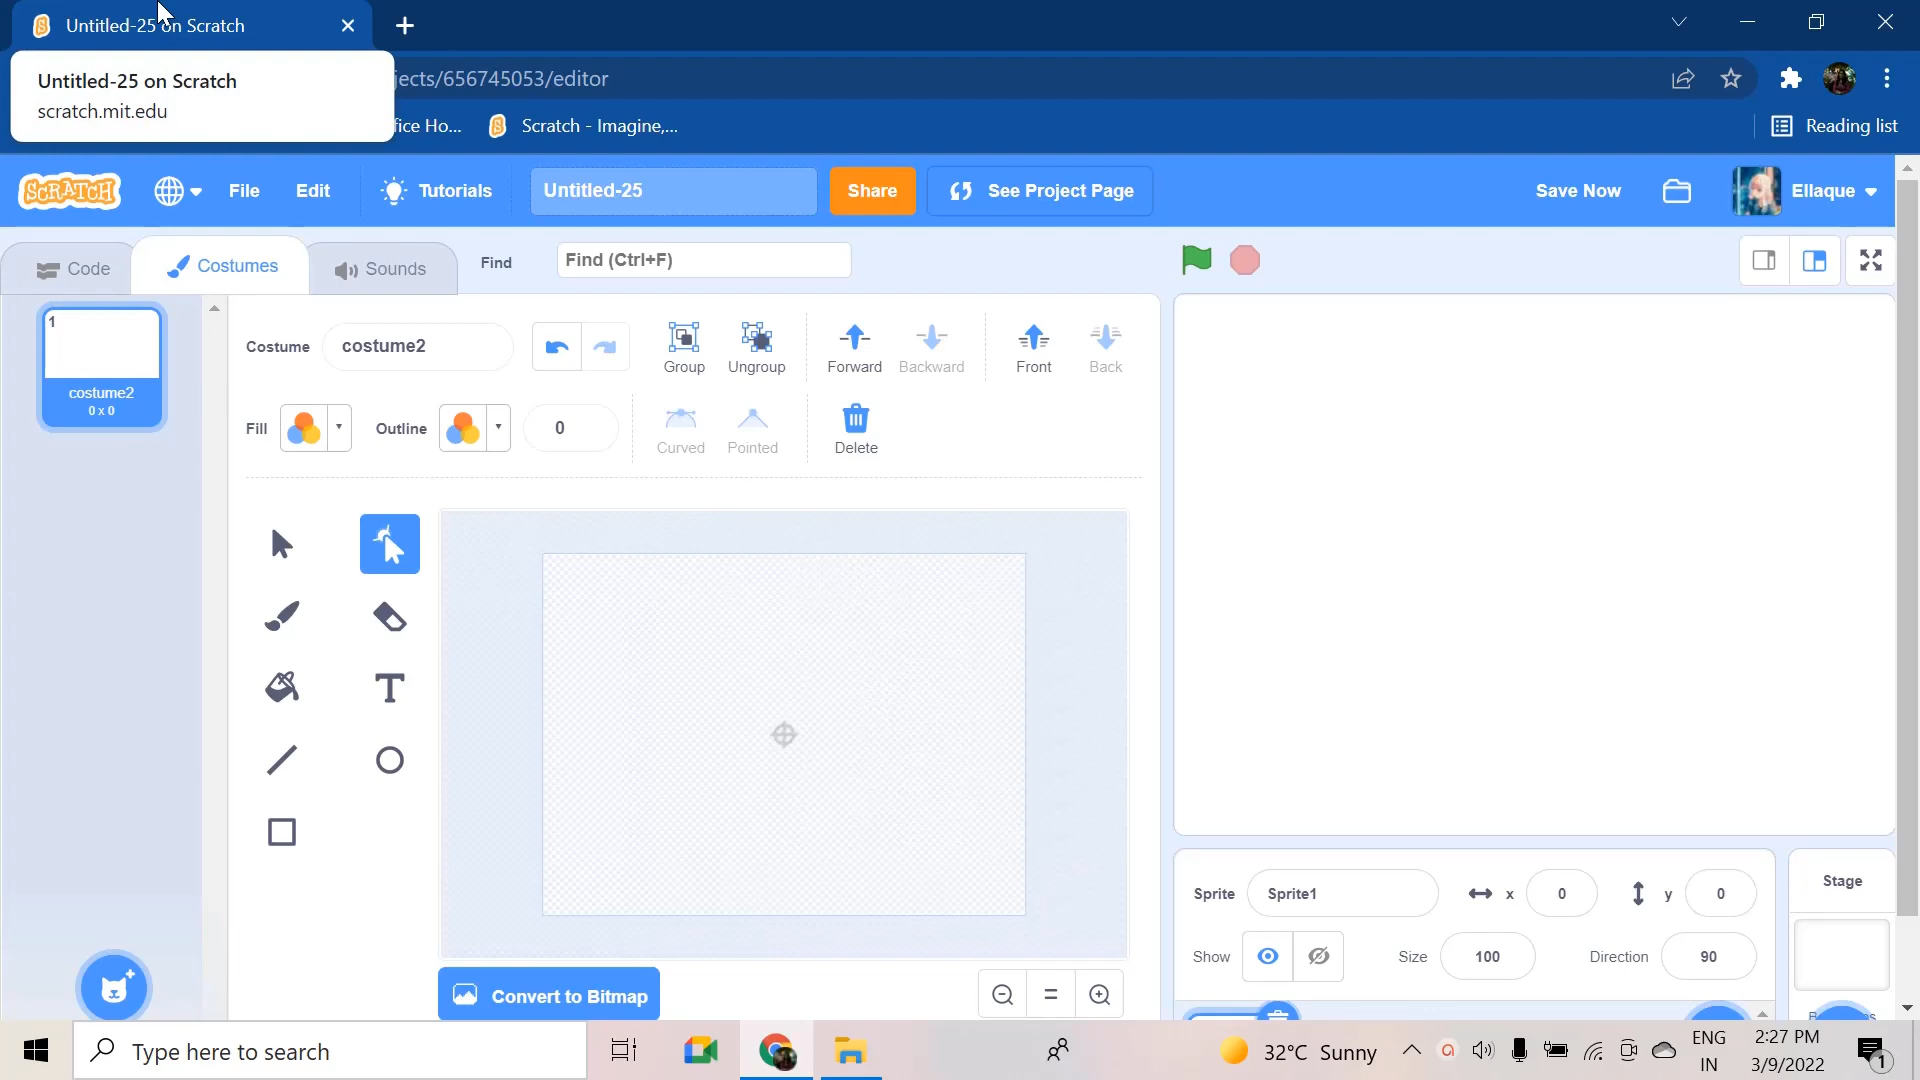 Untitled-25 on Scratch
Untitled-25 on Scratch
scratch.mit.edu
jects/656745053/editor
fice Ho...
Scratch - Imagine,...
Reading list
SCRATCH
File
Edit
Tutorials
Untitled-25
Share
See Project Page
Save Now
Ellaque
Code
Costumes
Sounds
Find
Find (Ctrl+F)
1
costume2
0 x 0
Costume
costume2
Group
Ungroup
Forward
Backward
Front
Back
Fill
Outline
0
Curved
Pointed
Delete
Convert to Bitmap
Sprite
Sprite1
x
0
y
0
Show
Size
100
Direction
90
Stage
Type here to search
32°C Sunny
ENG
IN
2:27 PM
3/9/2022
1